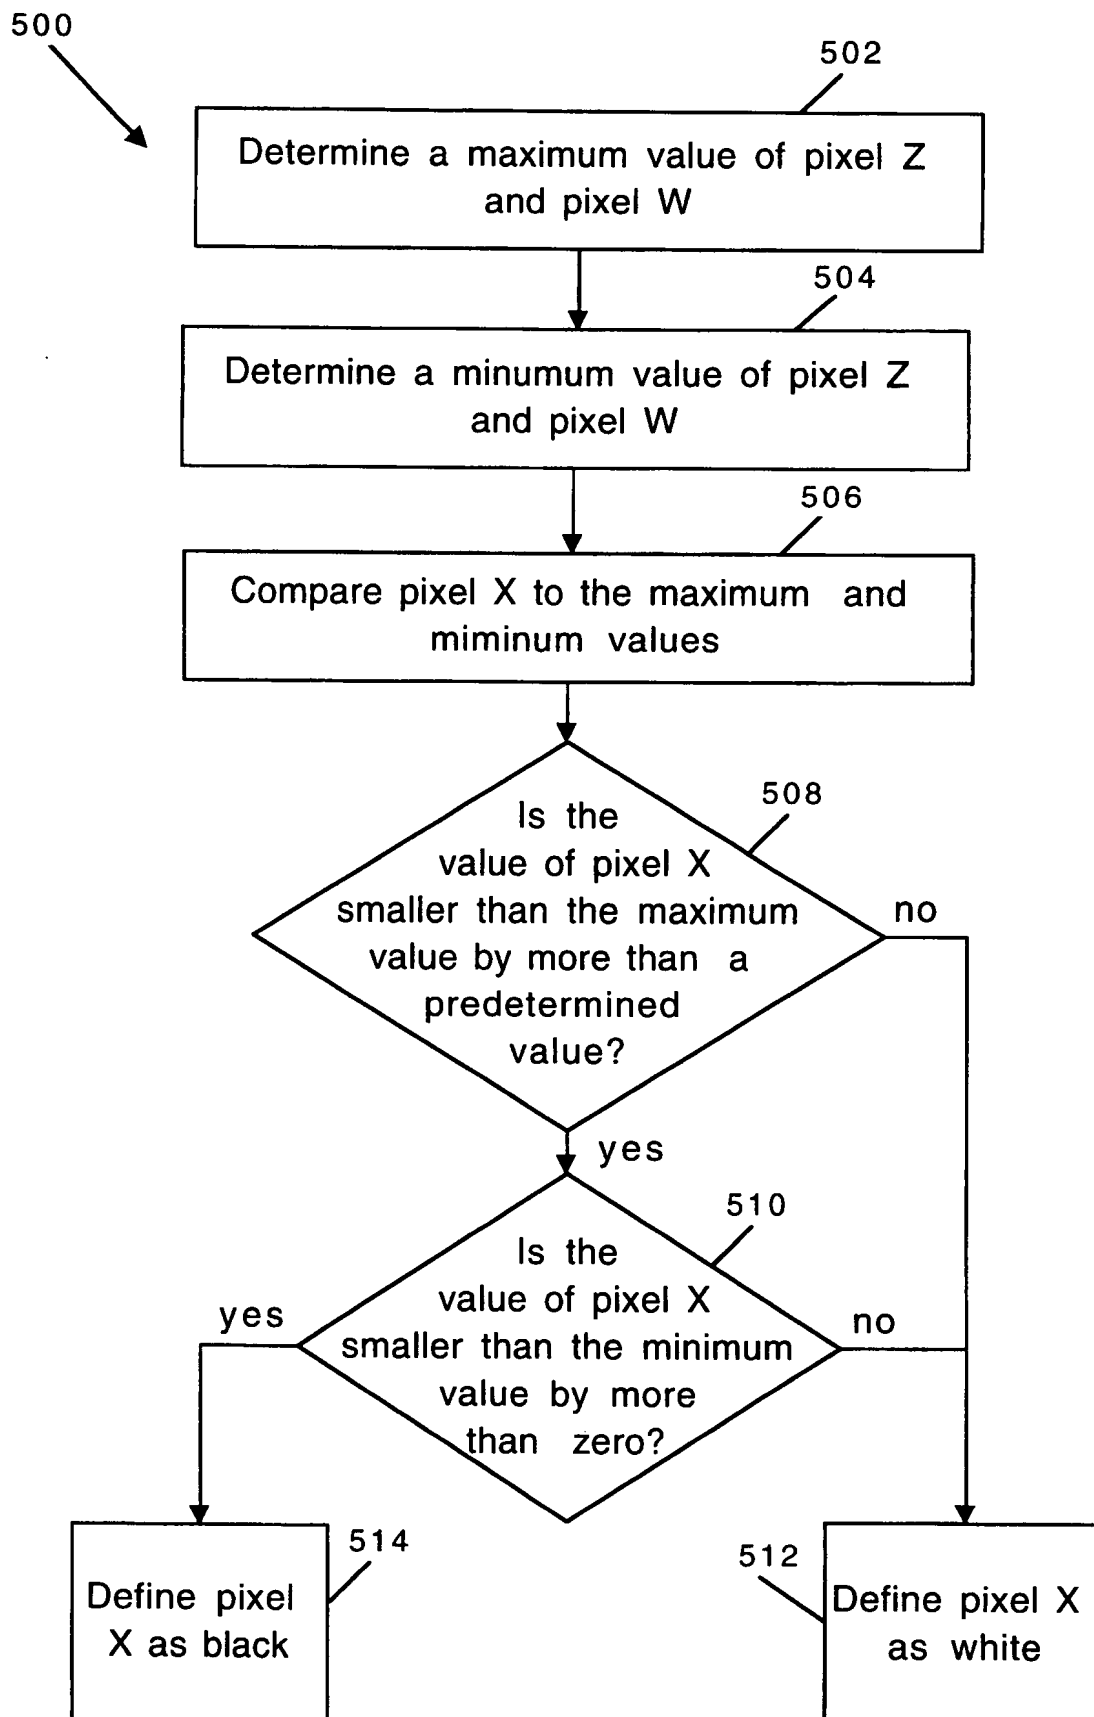 500
502
Determine a maximum value of pixel Z
and pixel W
504
Determine a minumum value of pixel Z
and pixel W
506
Compare pixel X to the maximum and
miminum values
508
Is the
value of pixel X
smaller than the maximum
value by more than a
predetermined
value?
no
yes
510
Is the
value of pixel X
smaller than the minimum
value by more
than zero?
yes
no
514
Define pixel
X as black
512
Define pixel X
as white